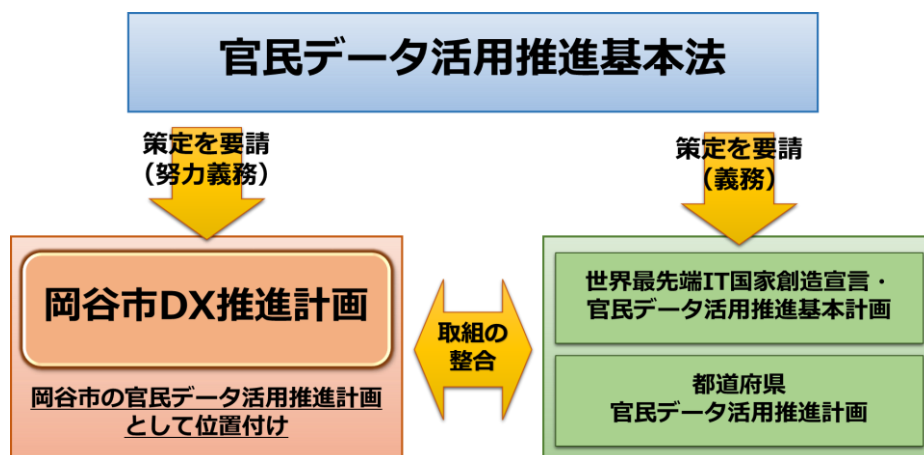 官民データ活用推進基本法
策定を要請
（努力義務）
策定を要請
（義務）
岡谷市DX推進計画
岡谷市の官民データ活用推進計画
として位置付け
取組の
整合
世界最先端IT国家創造宣言・
官民データ活用推進基本計画
都道府県
官民データ活用推進計画